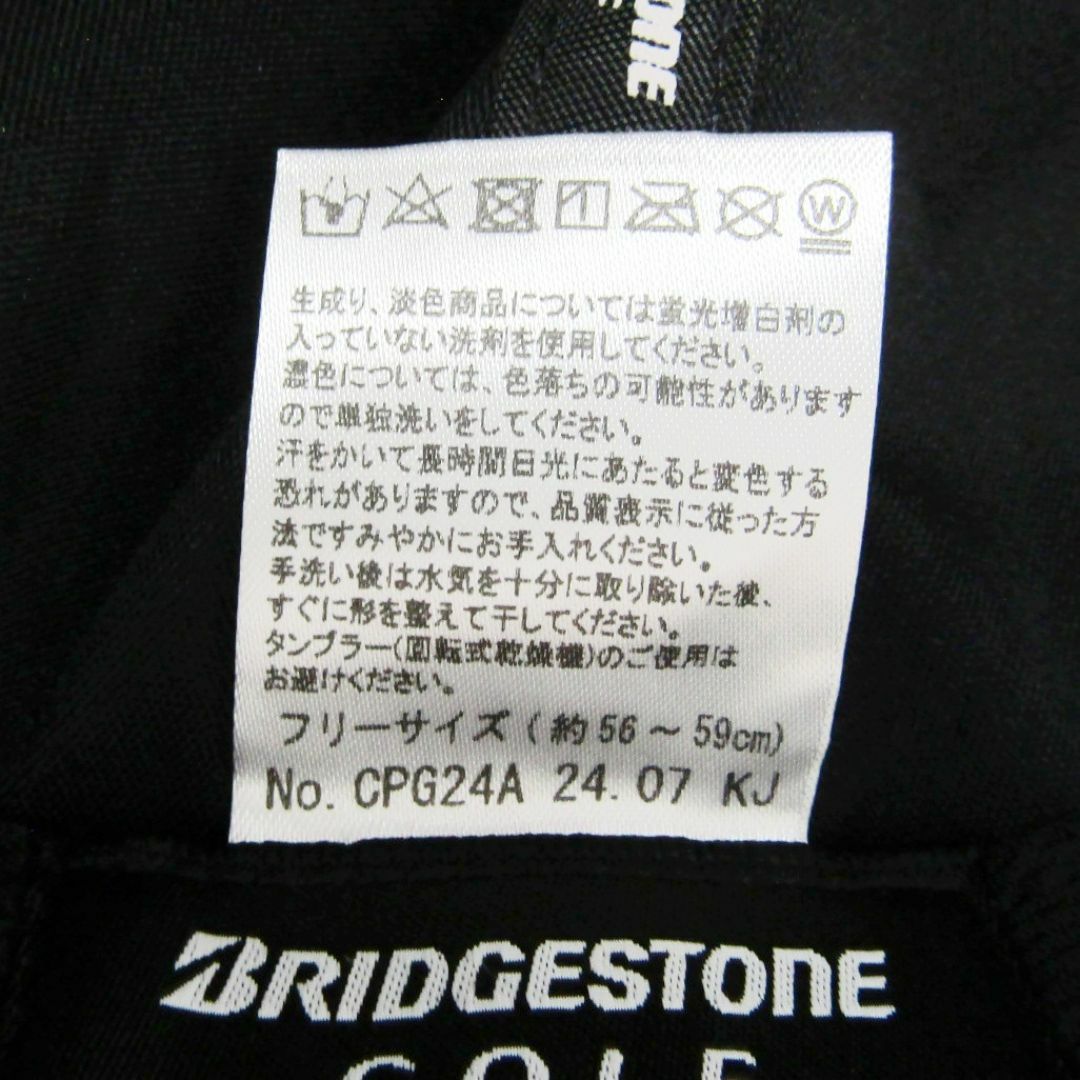 W
生成り、淡色商品については蛍光増白剤の
入っていない洗剤を使用してください。
濃色については、色落ちの可能性があります
ので単独洗いをしてください。
汗をかいて長時間日光にあたると変色する
恐れがありますので、品質表示に従った方
法ですみやかにお手入れください。
手洗い後は水気を十分に取り除いた後、
すぐに形を整えて干してください。
タンブラー(回転式乾燥機)のご使用は
お避けください。
フリーサイズ(約56～59cm)
No. CPG24A 24.07 KJ
BRIDGESTONE
GOLF